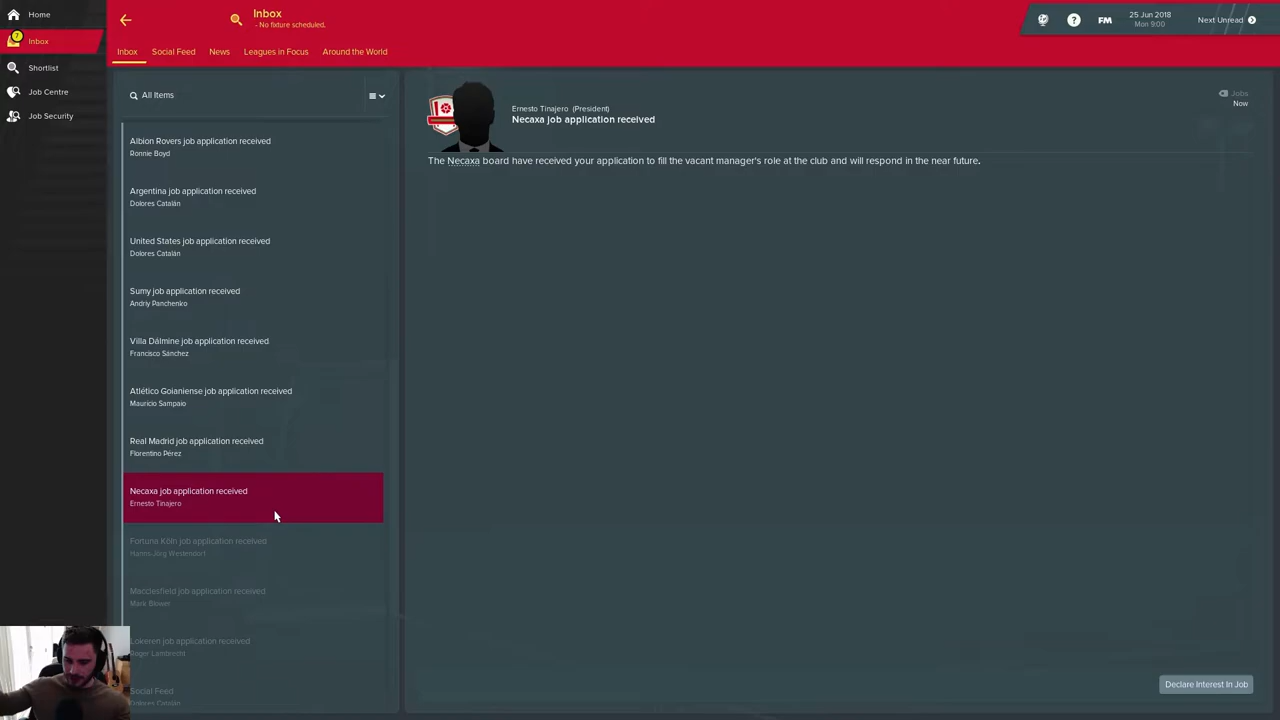 Home
7
Inbox
Shortlist
Job Centre
Job Security
Inbox
- No fixture scheduled.
Inbox
Social Feed
News
Leagues in Focus
Around the World
?
FM
25 Jun 2018
Mon 9:00
Next Unread
All Items
Albion Rovers job application received
Ronnie Boyd
Argentina job application received
Dolores Catalán
United States job application received
Dolores Catalán
Sumy job application received
Andriy Panchenko
Villa Dálmine job application received
Francisco Sánchez
Atlético Goianiense job application received
Mauricio Sampaio
Real Madrid job application received
Florentino Pérez
Necaxa job application received
Ernesto Tinajero
Fortuna Köln job application received
Hanns-Jörg Westendorf
Macclesfield job application received
Mark Blower
Lokeren job application received
Roger Lambrecht
Social Feed
Dolores Catalán
Ernesto Tinajero (President)
Necaxa job application received
Jobs
Now
The Necaxa board have received your application to fill the vacant manager's role at the club and will respond in the near future.
Declare Interest In Job